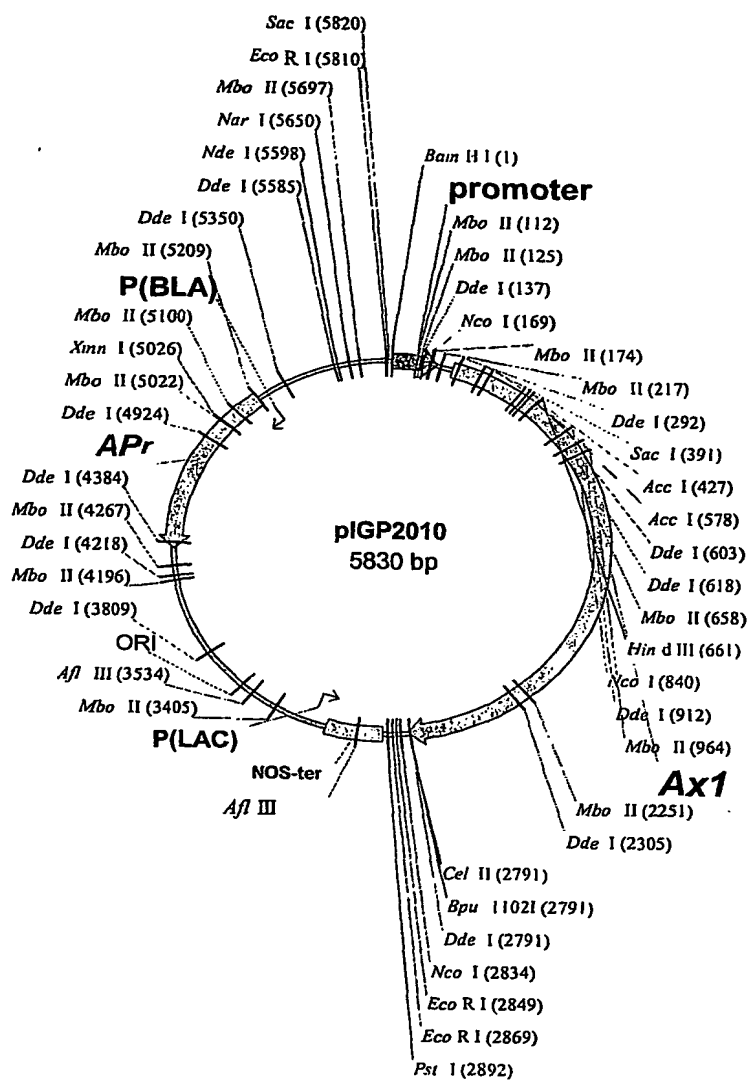 Sac I (5820)
Eco R I (5810)
Mbo II (5697)
Nar I (5650)
Nde I (5598)
Dde I (5585)
Dde I (5350)
Mbo II (5209)
P(BLA)
Mbo II (5100)
Xmn I (5026)
Mbo II (5022)
Dde I (4924)
APr
Dde I (4384)
Mbo II (4267)
Dde I (4218)
Mbo II (4196)
Dde I (3809)
ORI
Afl III (3534)
Mbo II (3405)
P(LAC)
NOS-ter
Afl III
pIGP2010
5830 bp
Bam H I (1)
promoter
Mbo II (112)
Mbo II (125)
Dde I (137)
Nco I (169)
Mbo II (174)
Mbo II (217)
Dde I (292)
Sac I (391)
Acc I (427)
Acc I (578)
Dde I (603)
Dde I (618)
Mbo II (658)
Hin d III (661)
Nco I (840)
Dde I (912)
Mbo II (964)
Ax1
Mbo II (2251)
Dde I (2305)
Cel II (2791)
Bpu 1102I (2791)
Dde I (2791)
Nco I (2834)
Eco R I (2849)
Eco R I (2869)
Pst I (2892)